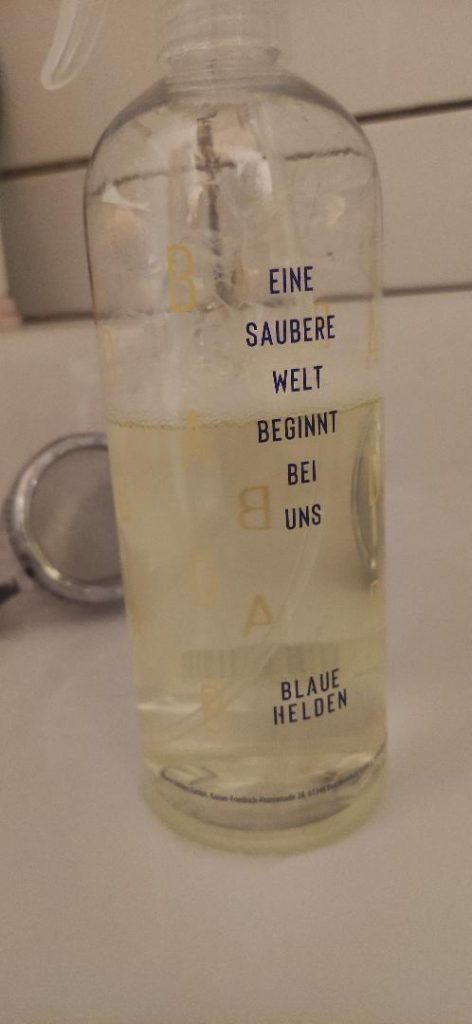 EINE
SAUBERE
WELT
BEGINNT
BEI
UNS
BLAUE
HELDEN
B
A
B
A